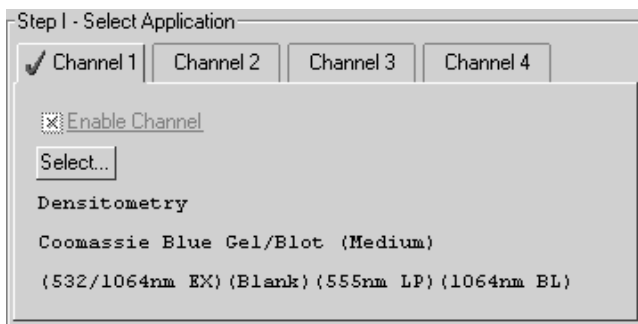 Step I - Select Application
Channel 1 Channel 2 Channel 3 Channel 4
Enable Channel
Select...
Densitometry
Coomassie Blue Gel/Blot (Medium)
(532/1064nm EX)(Blank)(555nm LP)(1064nm BL)